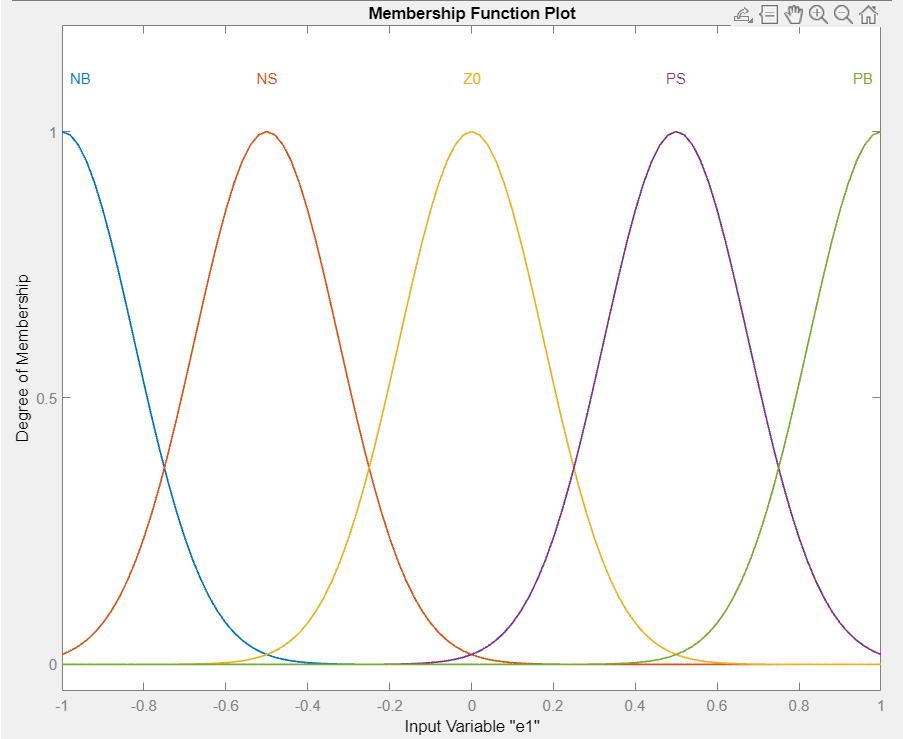 Membership Function Plot
NB NS Z0 PS PB
1
0.5
0
Degree of Membership
-1 -0.8 -0.6 -0.4 -0.2 0 0.2 0.4 0.6 0.8 1
Input Variable "e1"